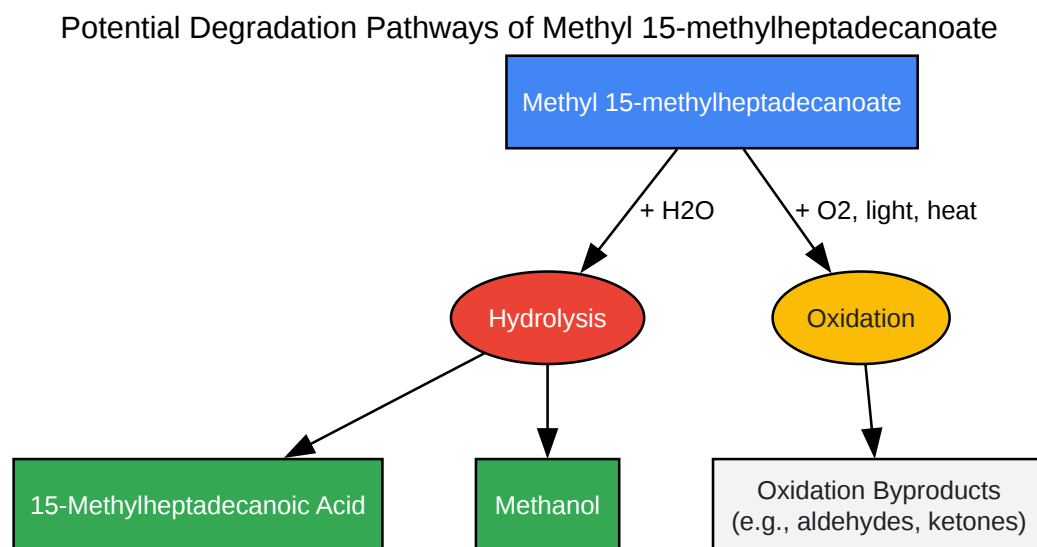 Potential Degradation Pathways of Methyl 15-methylheptadecanoate
Methyl 15-methylheptadecanoate
+ H2O
+ O2, light, heat
Hydrolysis
Oxidation
15-Methylheptadecanoic Acid
Methanol
Oxidation Byproducts
(e.g., aldehydes, ketones)